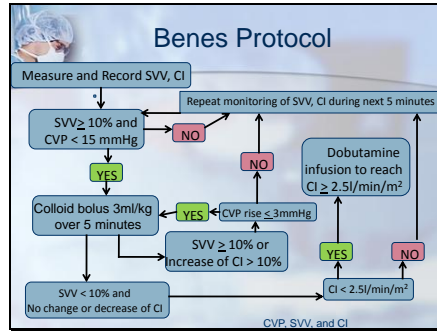 Benes Protocol
Measure and Record SVV, CI
Repeat monitoring of SVV, CI during next 5 minutes
SVV ≥ 10% and
CVP < 15 mmHg
NO
NO
Dobutamine
infusion to reach
CI ≥ 2.5l/min/m²
YES
Colloid bolus 3ml/kg
over 5 minutes
YES
CVP rise ≤ 3mmHg
SVV ≥ 10% or
Increase of CI > 10%
YES
NO
SVV < 10% and
No change or decrease of CI
CI < 2.5l/min/m²
CVP, SVV, and CI